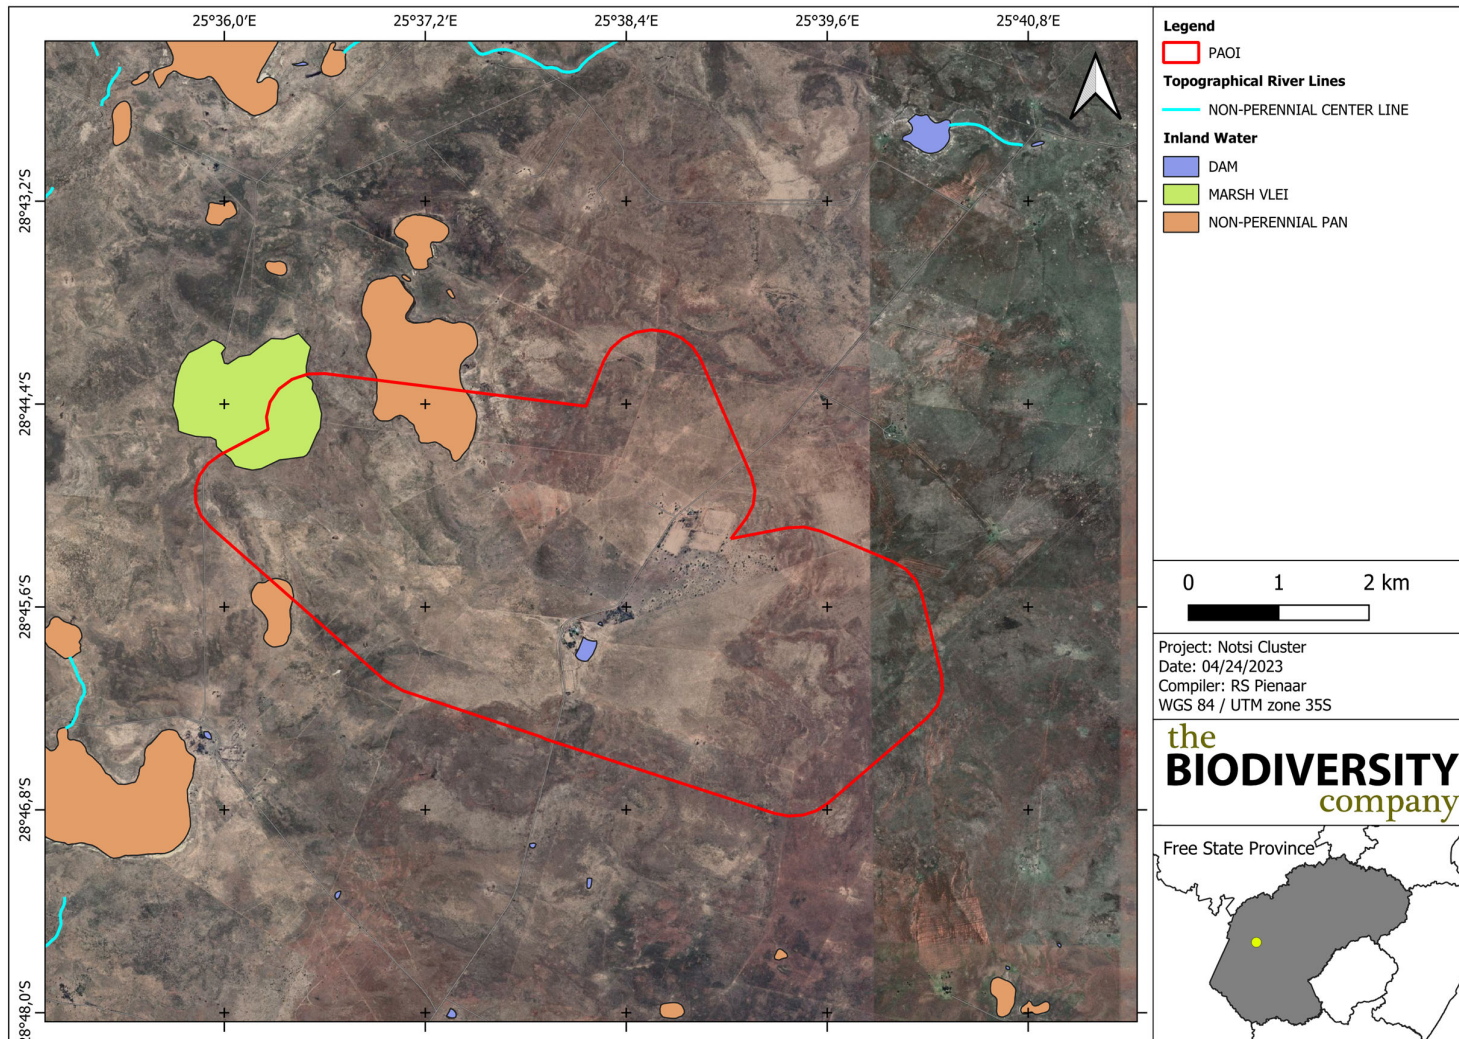 25°36,0'E 25°37,2'E 25°38,4'E 25°39,6'E 25°40,8'E
28°43,2'S
28°44,4'S
28°45,6'S
28°46,8'S
28°48,0'S
Legend
PAOI
Topographical River Lines
NON-PERENNIAL CENTER LINE
Inland Water
DAM
MARSH VLEI
NON-PERENNIAL PAN
0 1 2 km
Project: Notsi Cluster
Date: 04/24/2023
Compiler: RS Pienaar
WGS 84 / UTM zone 35S
the
BIODIVERSITY
company
Free State Province